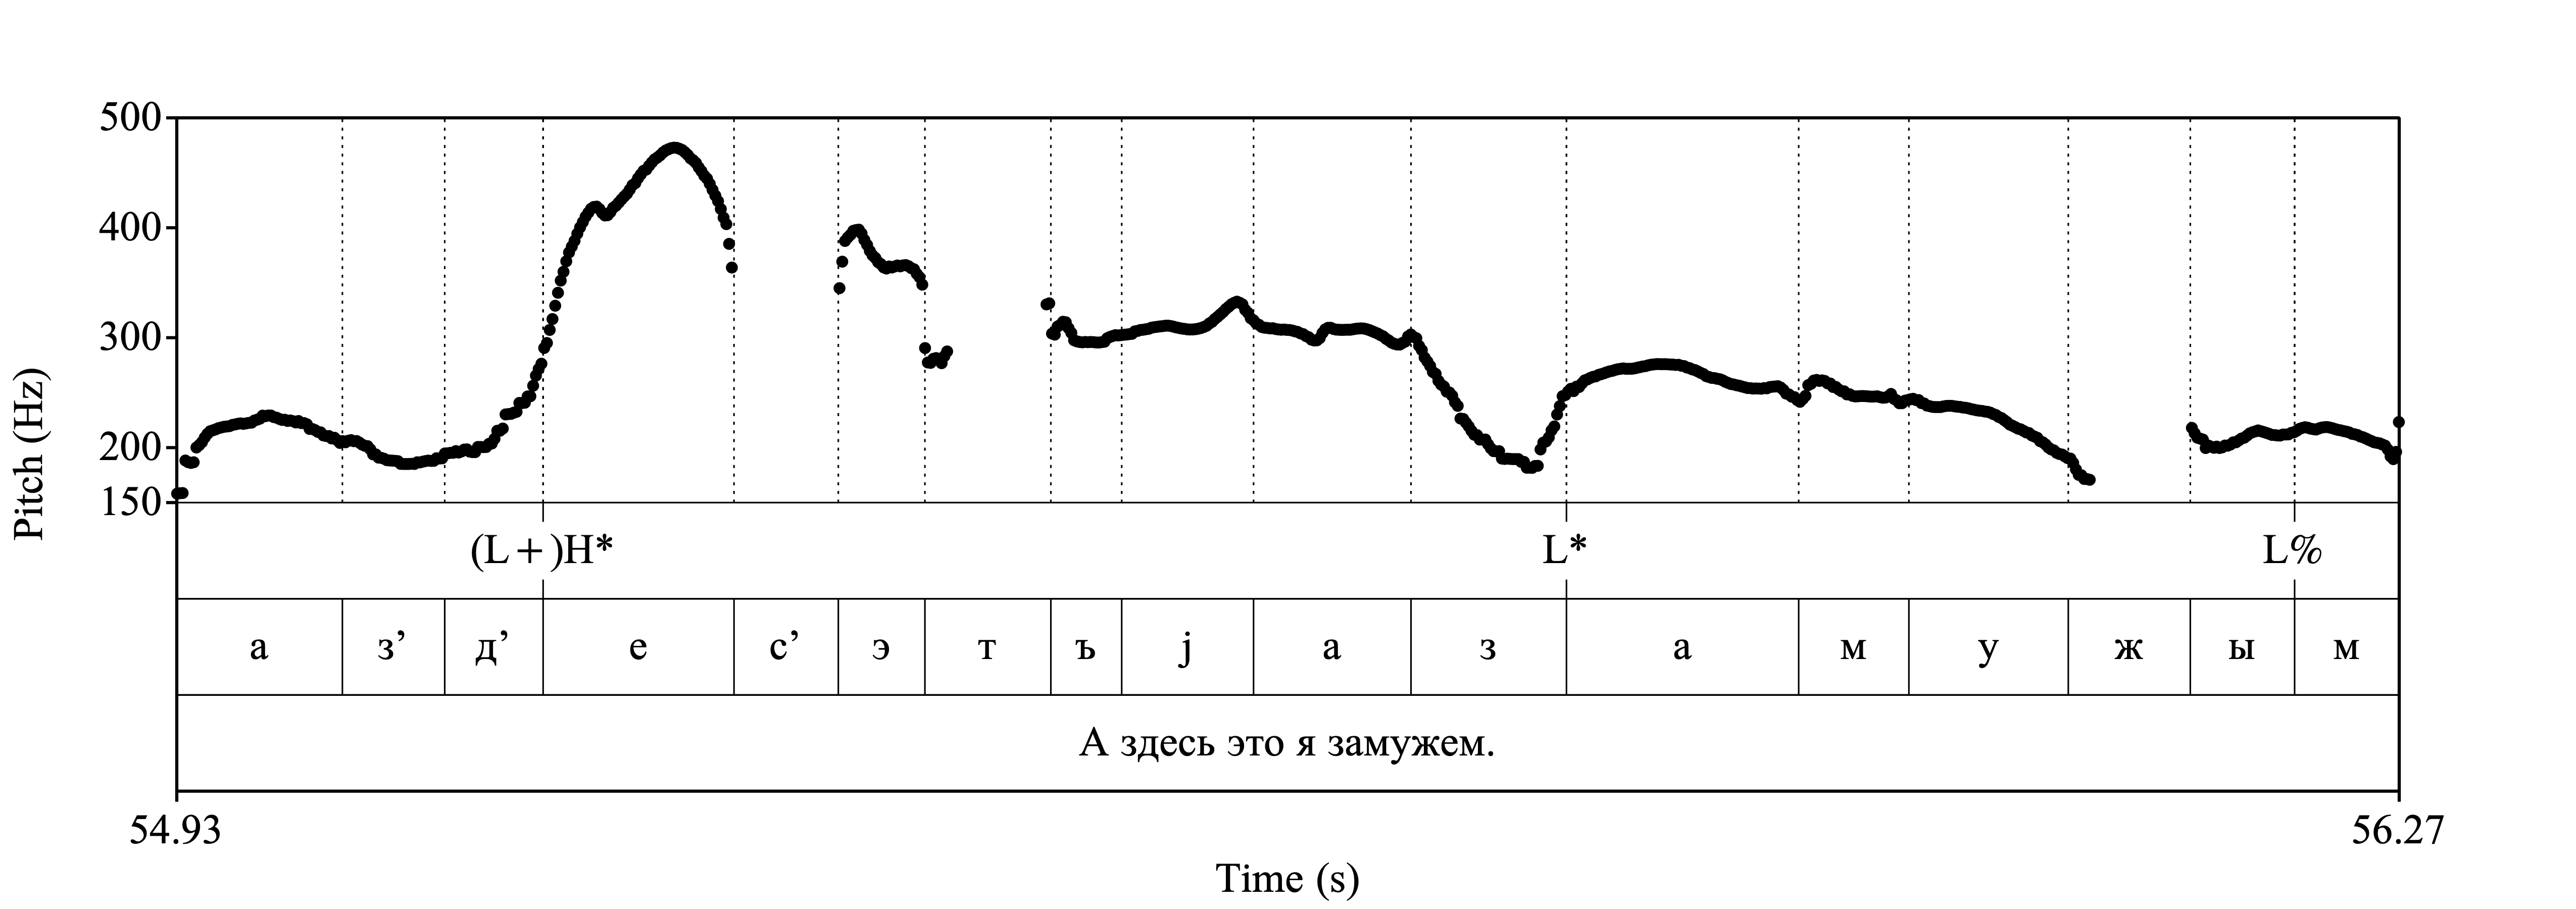 500
400
300
200
150
Pitch (Hz)
(L+)H* L* L%
а з’ д’ е с’ э т ъ j а з а м у ж ы м
А здесь это я замужем.
54.93 56.27
Time (s)